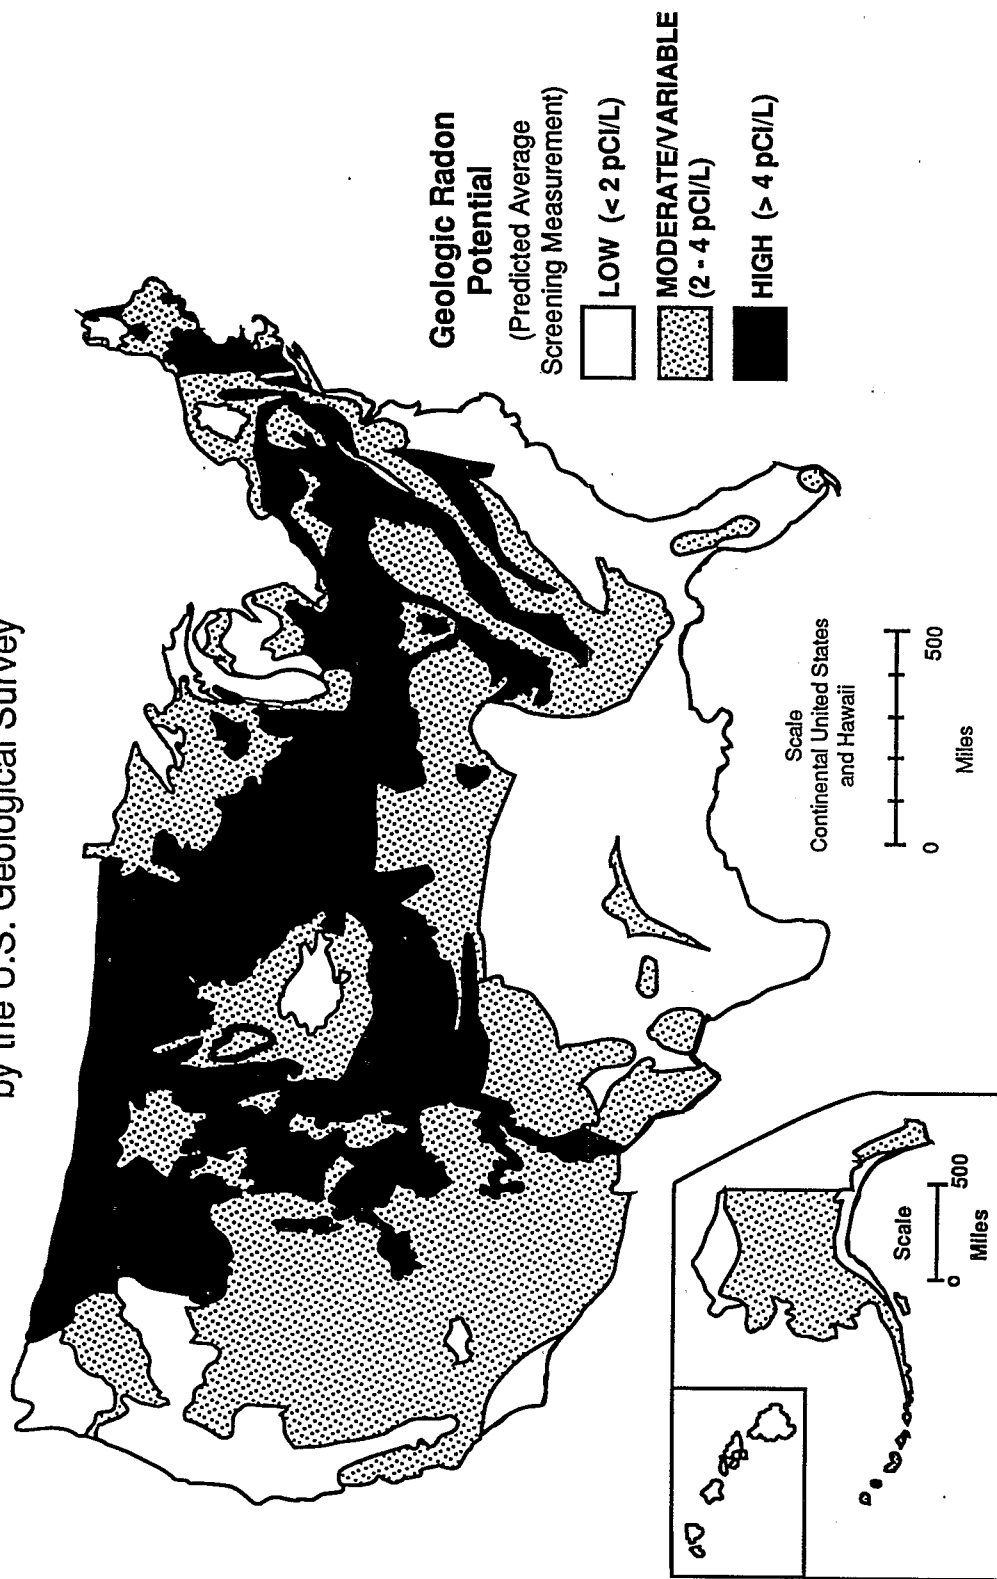 by the U.S. Geological Survey
Geologic Radon
Potential
(Predicted Average
Screening Measurement)
LOW (< 2 pCi/L)
MODERATE/VARIABLE
(2 - 4 pCi/L)
HIGH (> 4 pCi/L)
Scale
Continental United States
and Hawaii
0 500
Miles
Scale
0 500
Miles